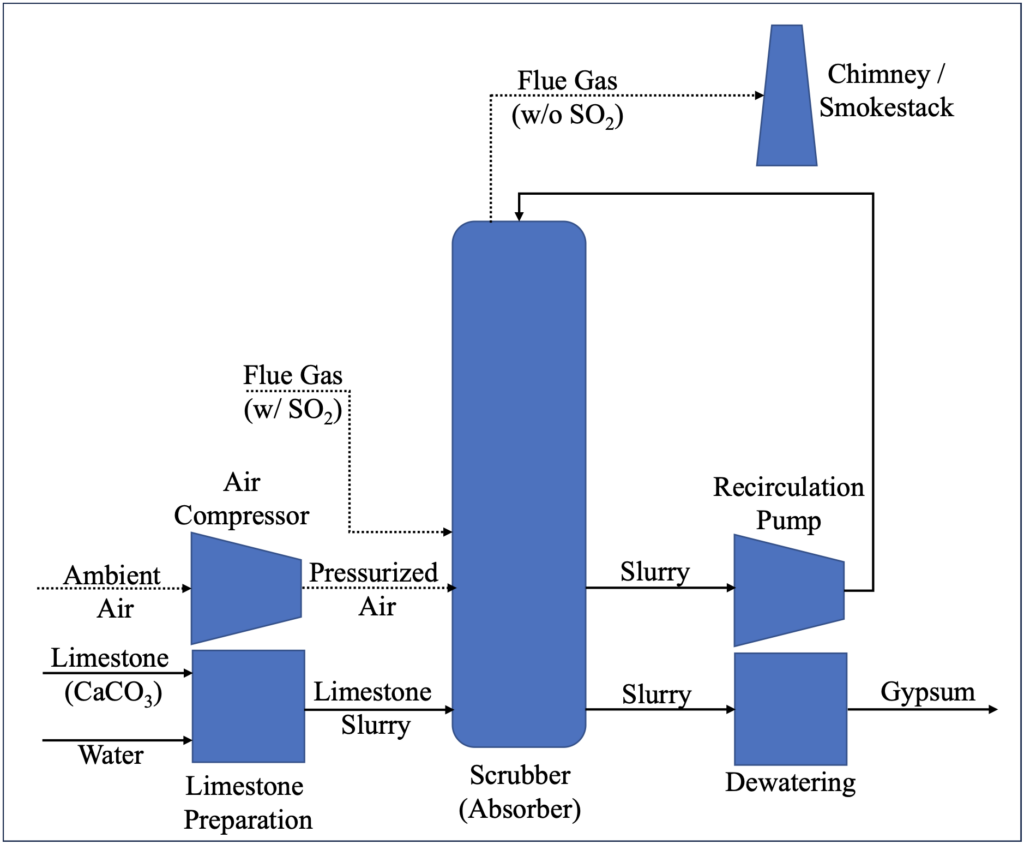 Flue Gas
(w/o SO₂)
Chimney /
Smokestack
Flue Gas
(w/ SO₂)
Air
Compressor
Recirculation
Pump
Ambient
Air
Pressurized
Air
Slurry
Limestone
(CaCO₃)
Water
Limestone
Slurry
Slurry
Gypsum
Limestone
Preparation
Scrubber
(Absorber)
Dewatering